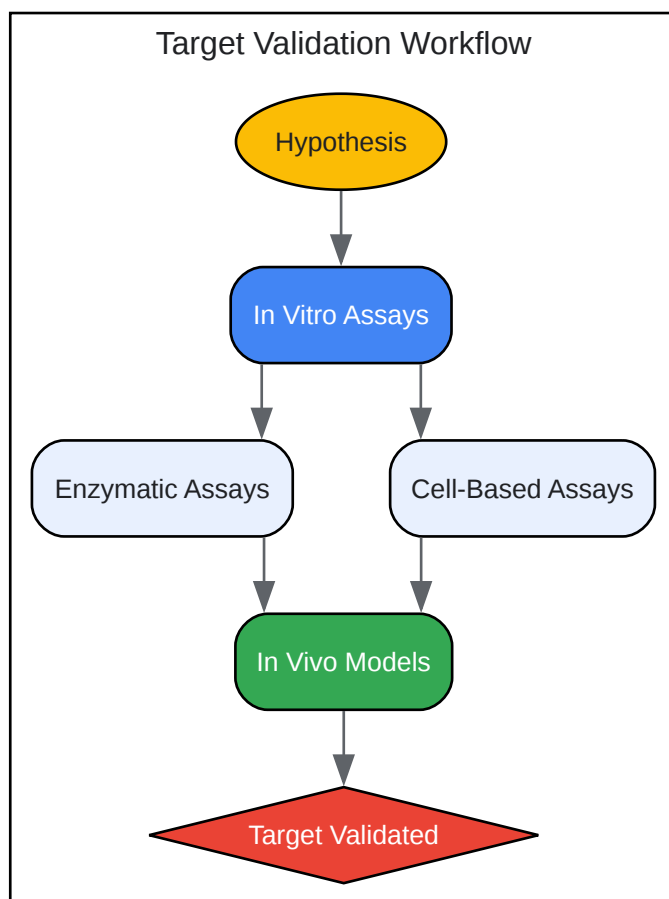 Target Validation Workflow
Hypothesis
In Vitro Assays
Enzymatic Assays
Cell-Based Assays
In Vivo Models
Target Validated